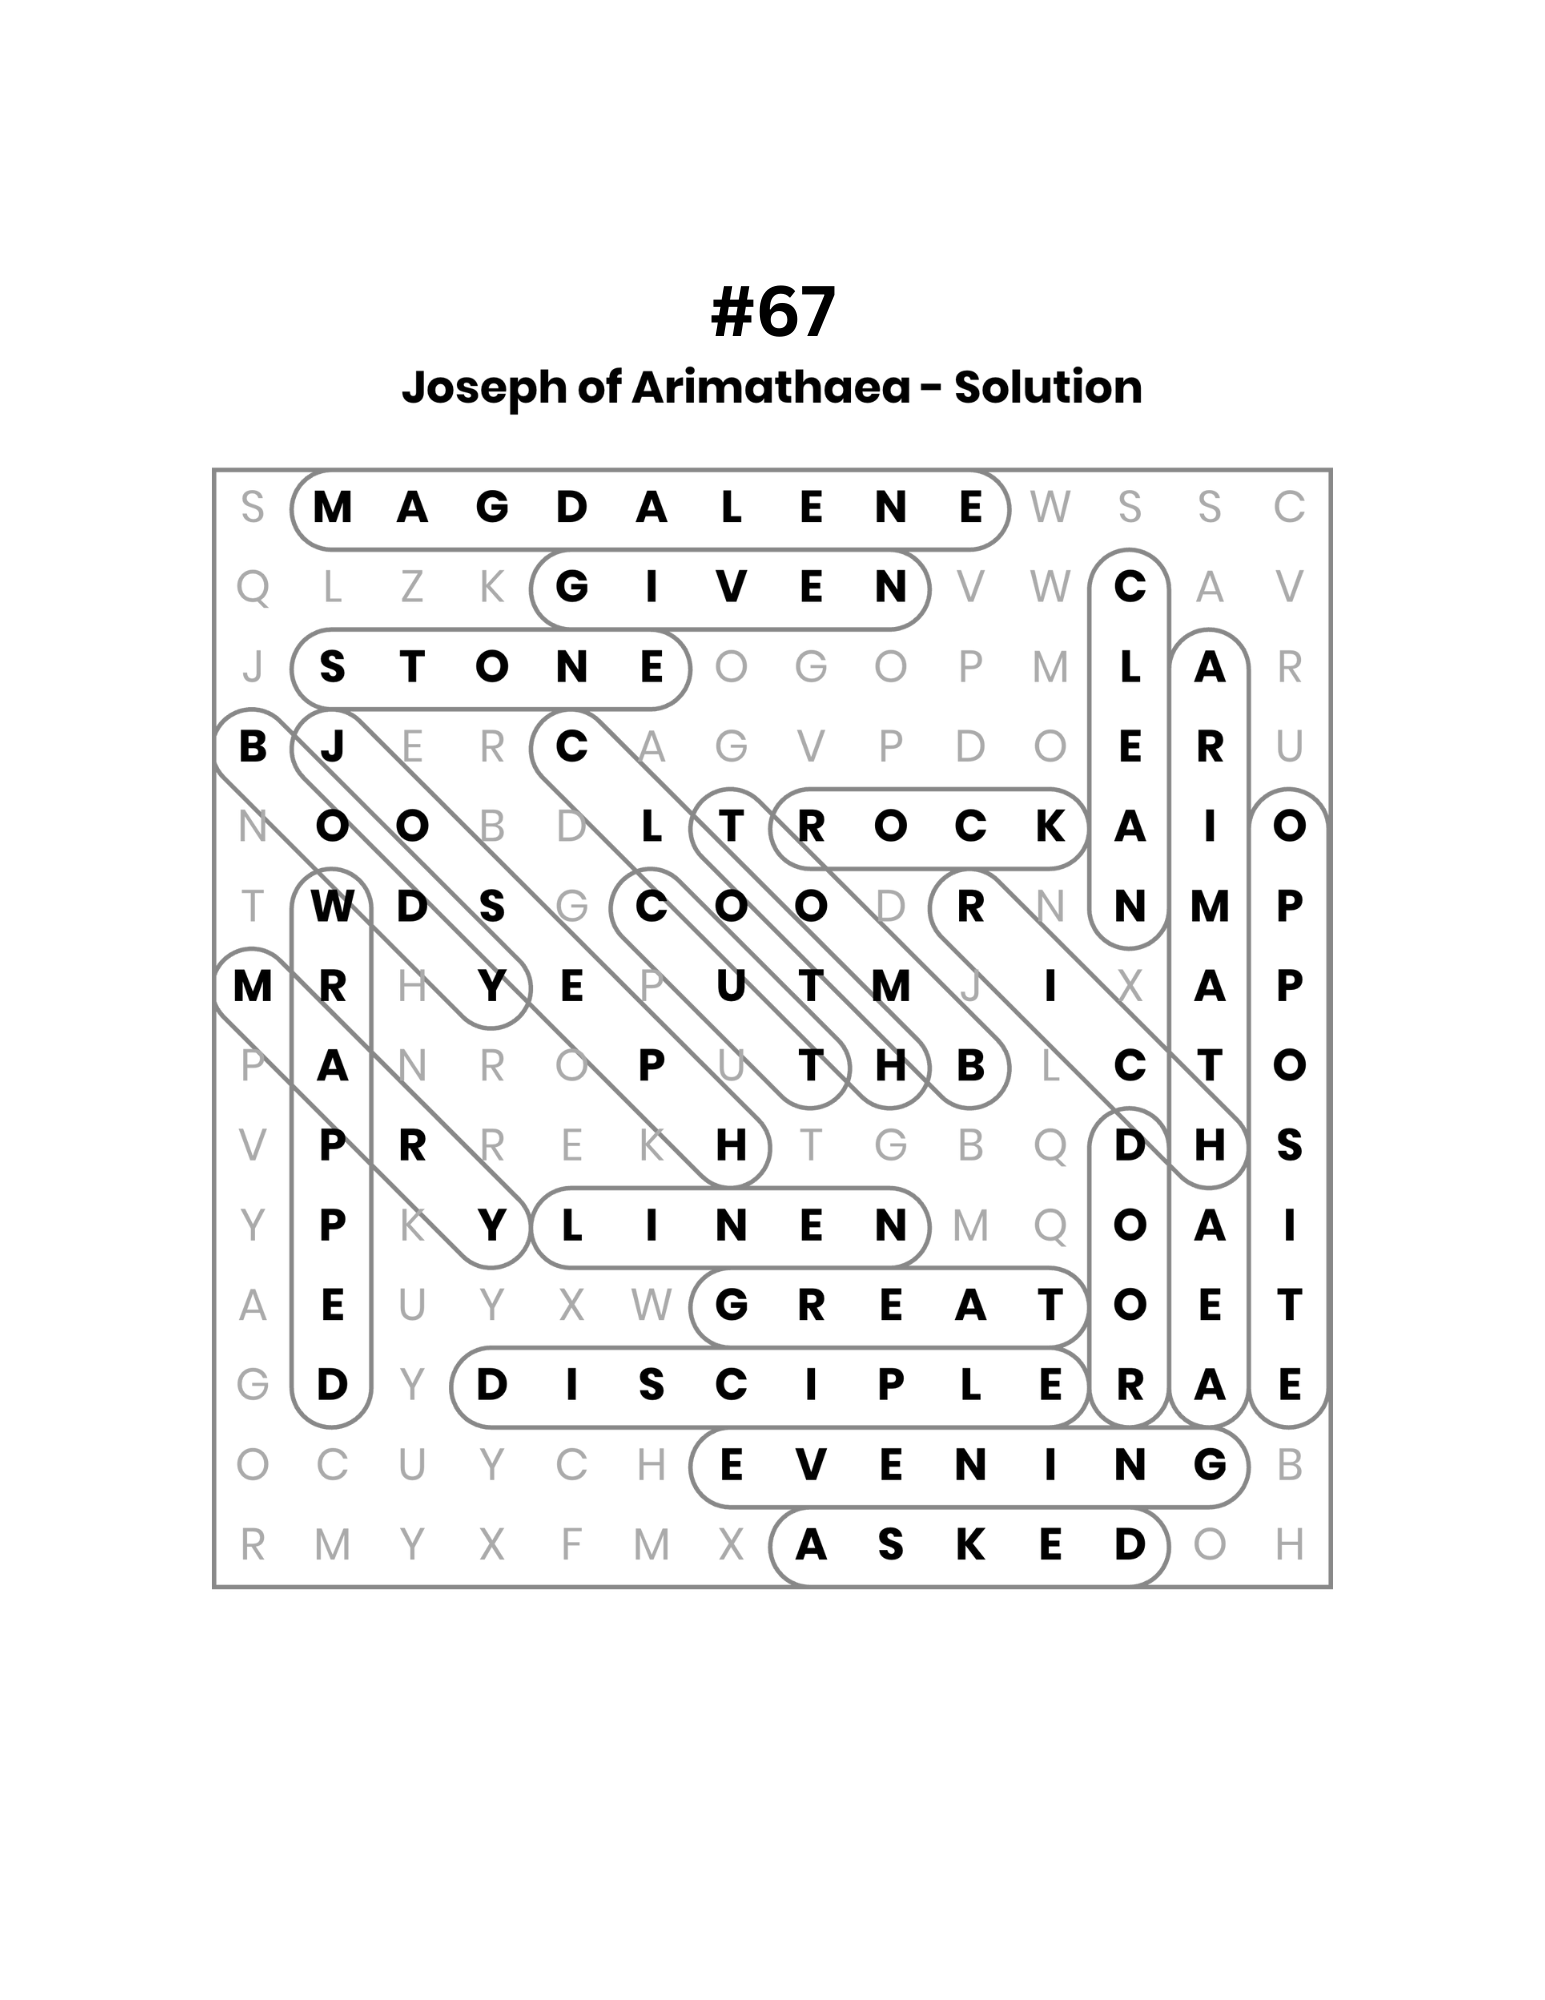 #67
Joseph of Arimathaea - Solution
S M A G D A L E N E W S S C
Q L Z K G I V E N V W C A V
J S T O N E O G O P M L A R
B J E R C A G V P D O E R U
N O O B D L T R O C K A I O
T W D S G C O O D R N N M P
M R H Y E P U T M J I X A P
P A N R O P U T H B L C T O
V P R R E K H T G B Q D H S
Y P K Y L I N E N M Q O A I
A E U Y X W G R E A T O E T
G D Y D I S C I P L E R A E
O C U Y C H E V E N I N G B
R M Y X F M X A S K E D O H